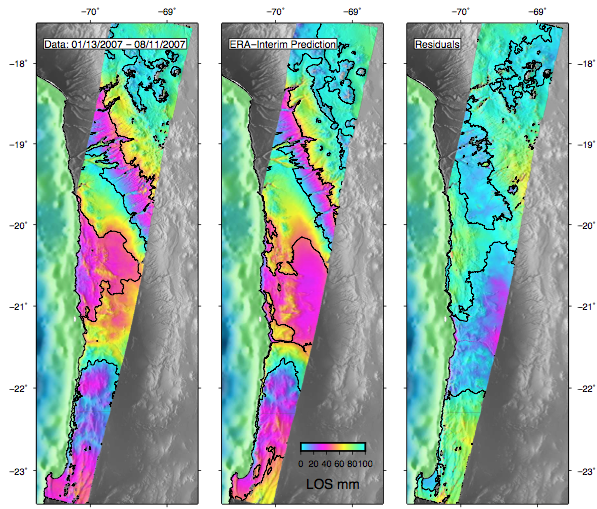 −70° −69° −70° −69° −70° −69°
Data: 01/13/2007 − 08/11/2007 ERA−Interim Prediction Residuals
−18° −18°
−19° −19°
−20° −20°
−21° −21°
−22° −22°
−23° −23°
0 20 40 60 80 100
LOS mm